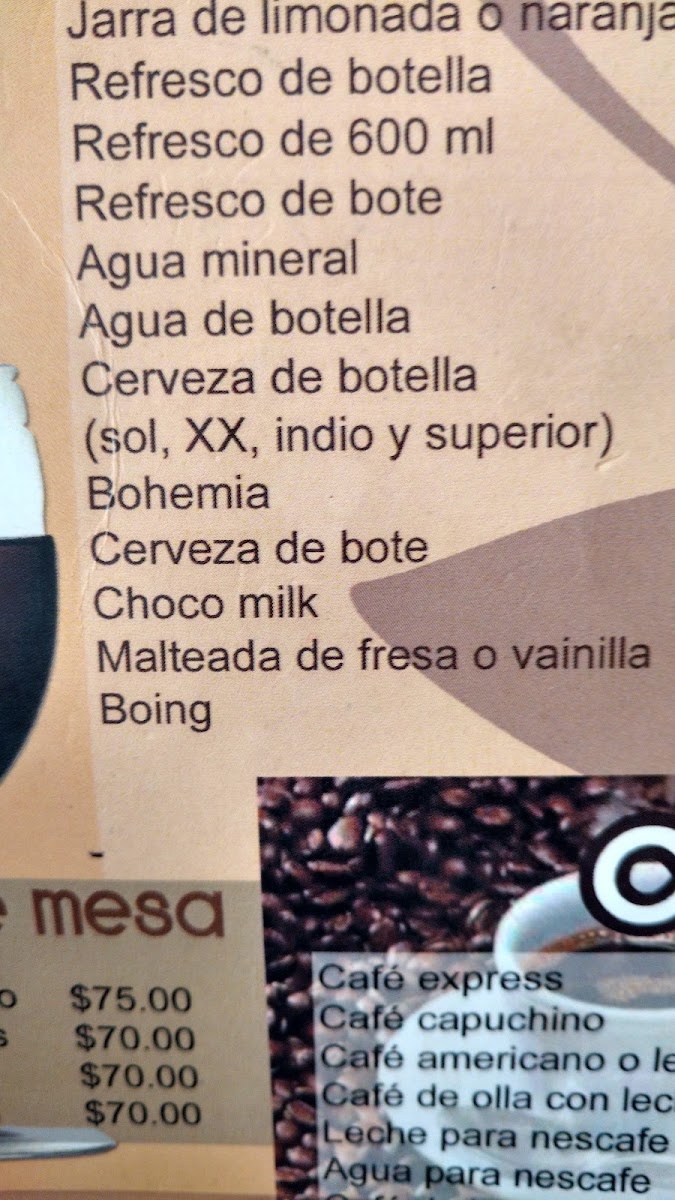 Jarra de limonada o naranja
Refresco de botella
Refresco de 600 ml
Refresco de bote
Agua mineral
Agua de botella
Cerveza de botella
(sol, XX, indio y superior)
Bohemia
Cerveza de bote
Choco milk
Malteada de fresa o vainilla
Boing
mesa
$75.00
$70.00
$70.00
$70.00
Café express
Café capuchino
Café americano o
Café de olla con
Leche para nescafe
Agua para nescafe